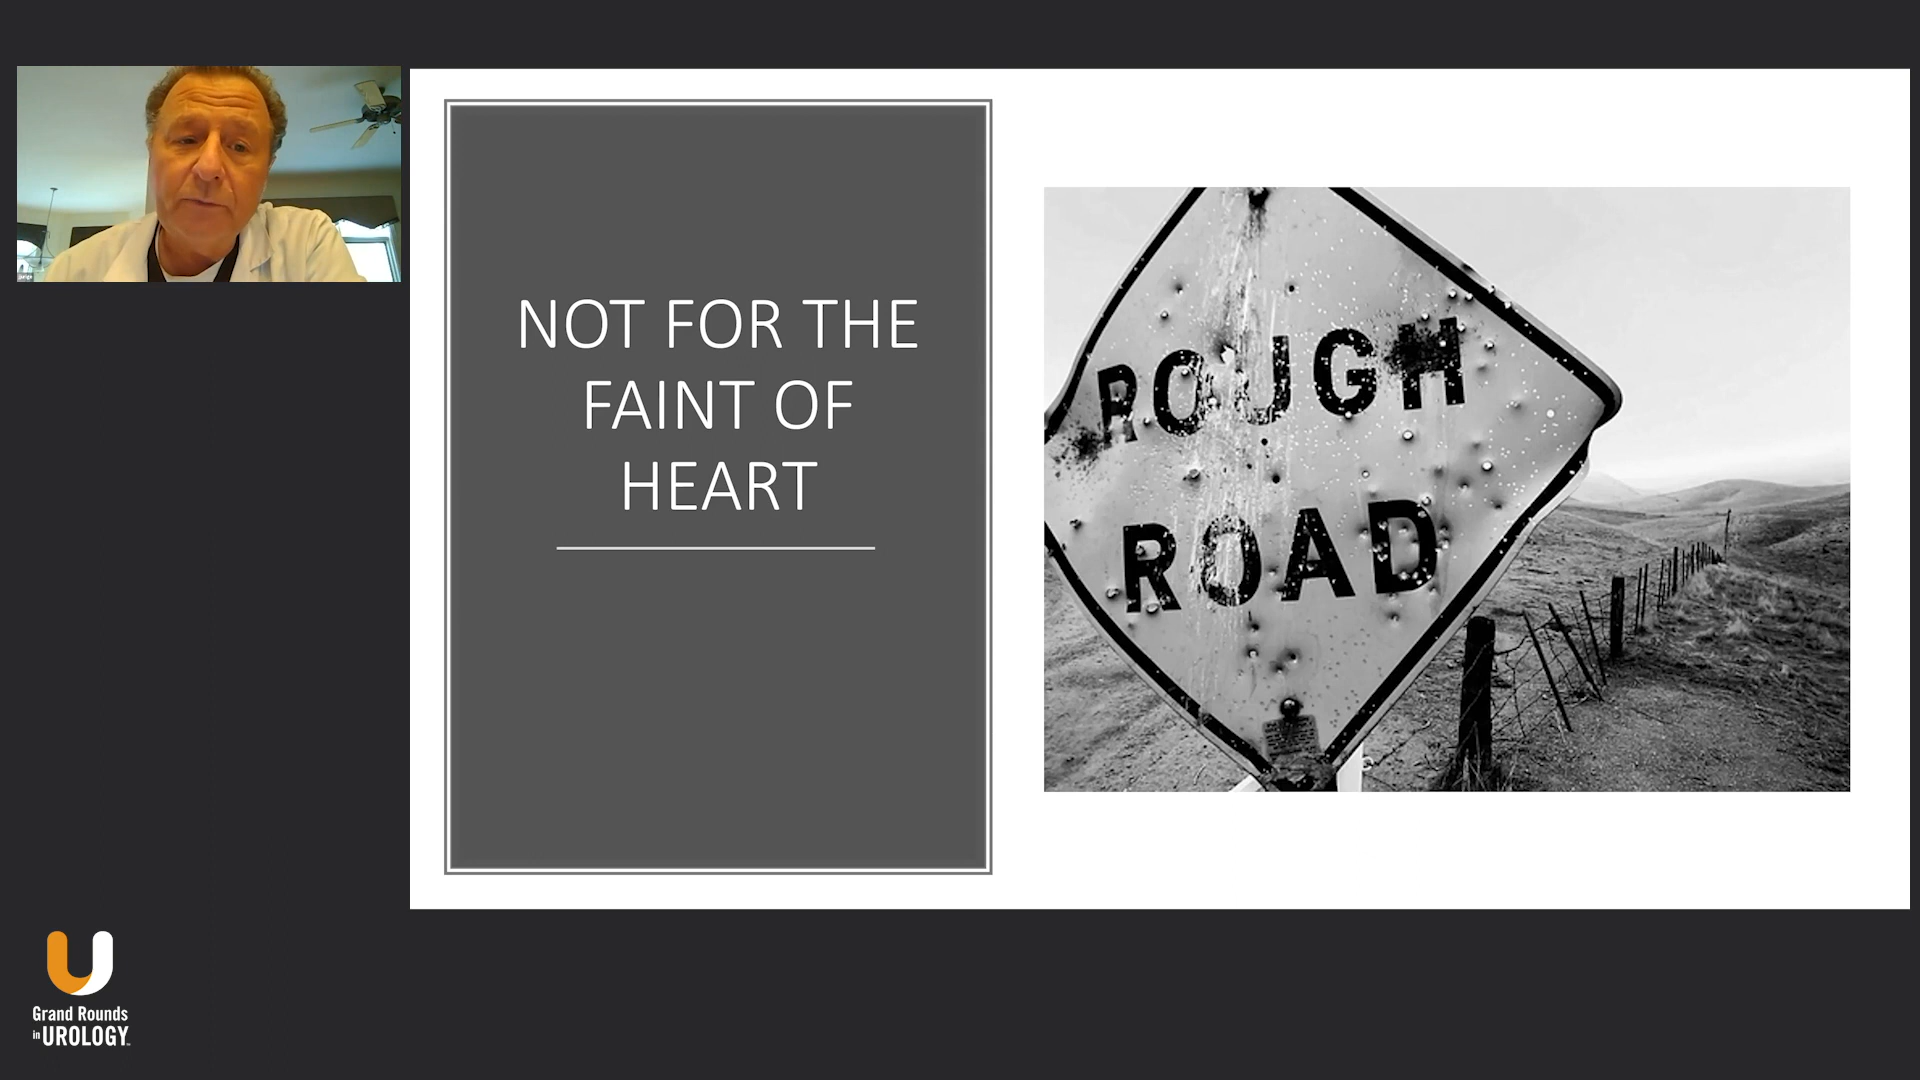 NOT FOR THE
FAINT OF
HEART
ROUGH
ROAD
Grand Rounds
in UROLOGY